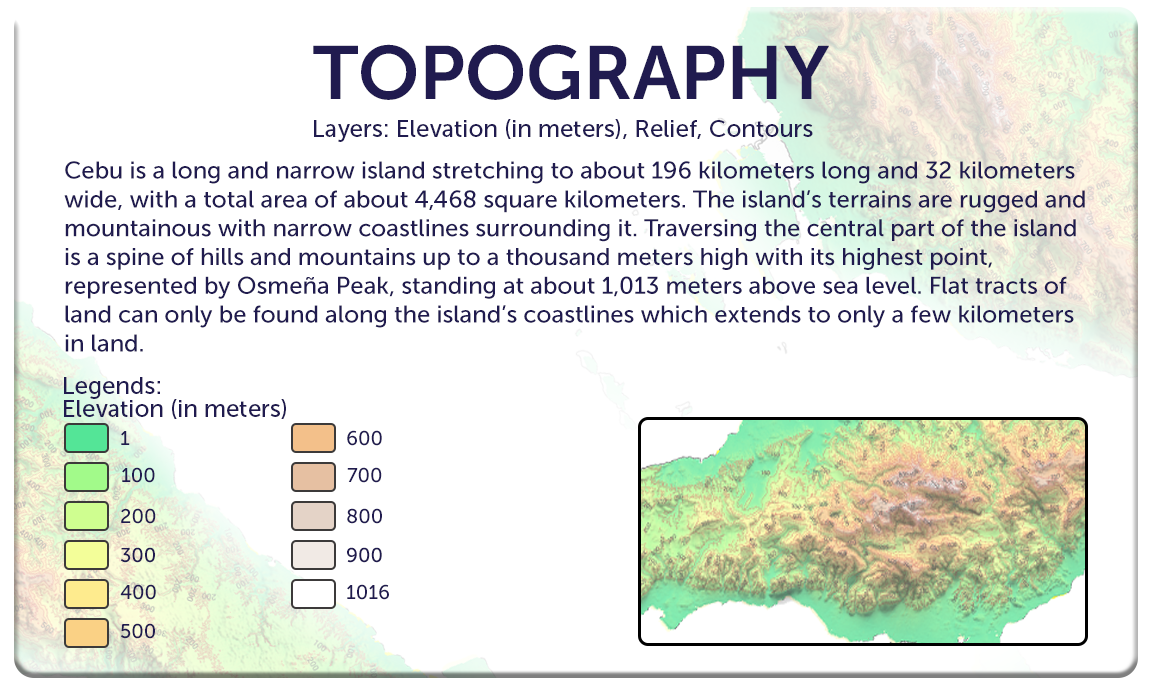 TOPOGRAPHY
Layers: Elevation (in meters), Relief, Contours
Cebu is a long and narrow island stretching to about 196 kilometers long and 32 kilometers
wide, with a total area of about 4,468 square kilometers. The island's terrains are rugged and
mountainous with narrow coastlines surrounding it. Traversing the central part of the island
is a spine of hills and mountains up to a thousand meters high with its highest point,
represented by Osmeña Peak, standing at about 1,013 meters above sea level. Flat tracts of
land can only be found along the island's coastlines which extends to only a few kilometers
in land.
Legends:
Elevation (in meters)
1
100
200
300
400
500
600
700
800
900
1016